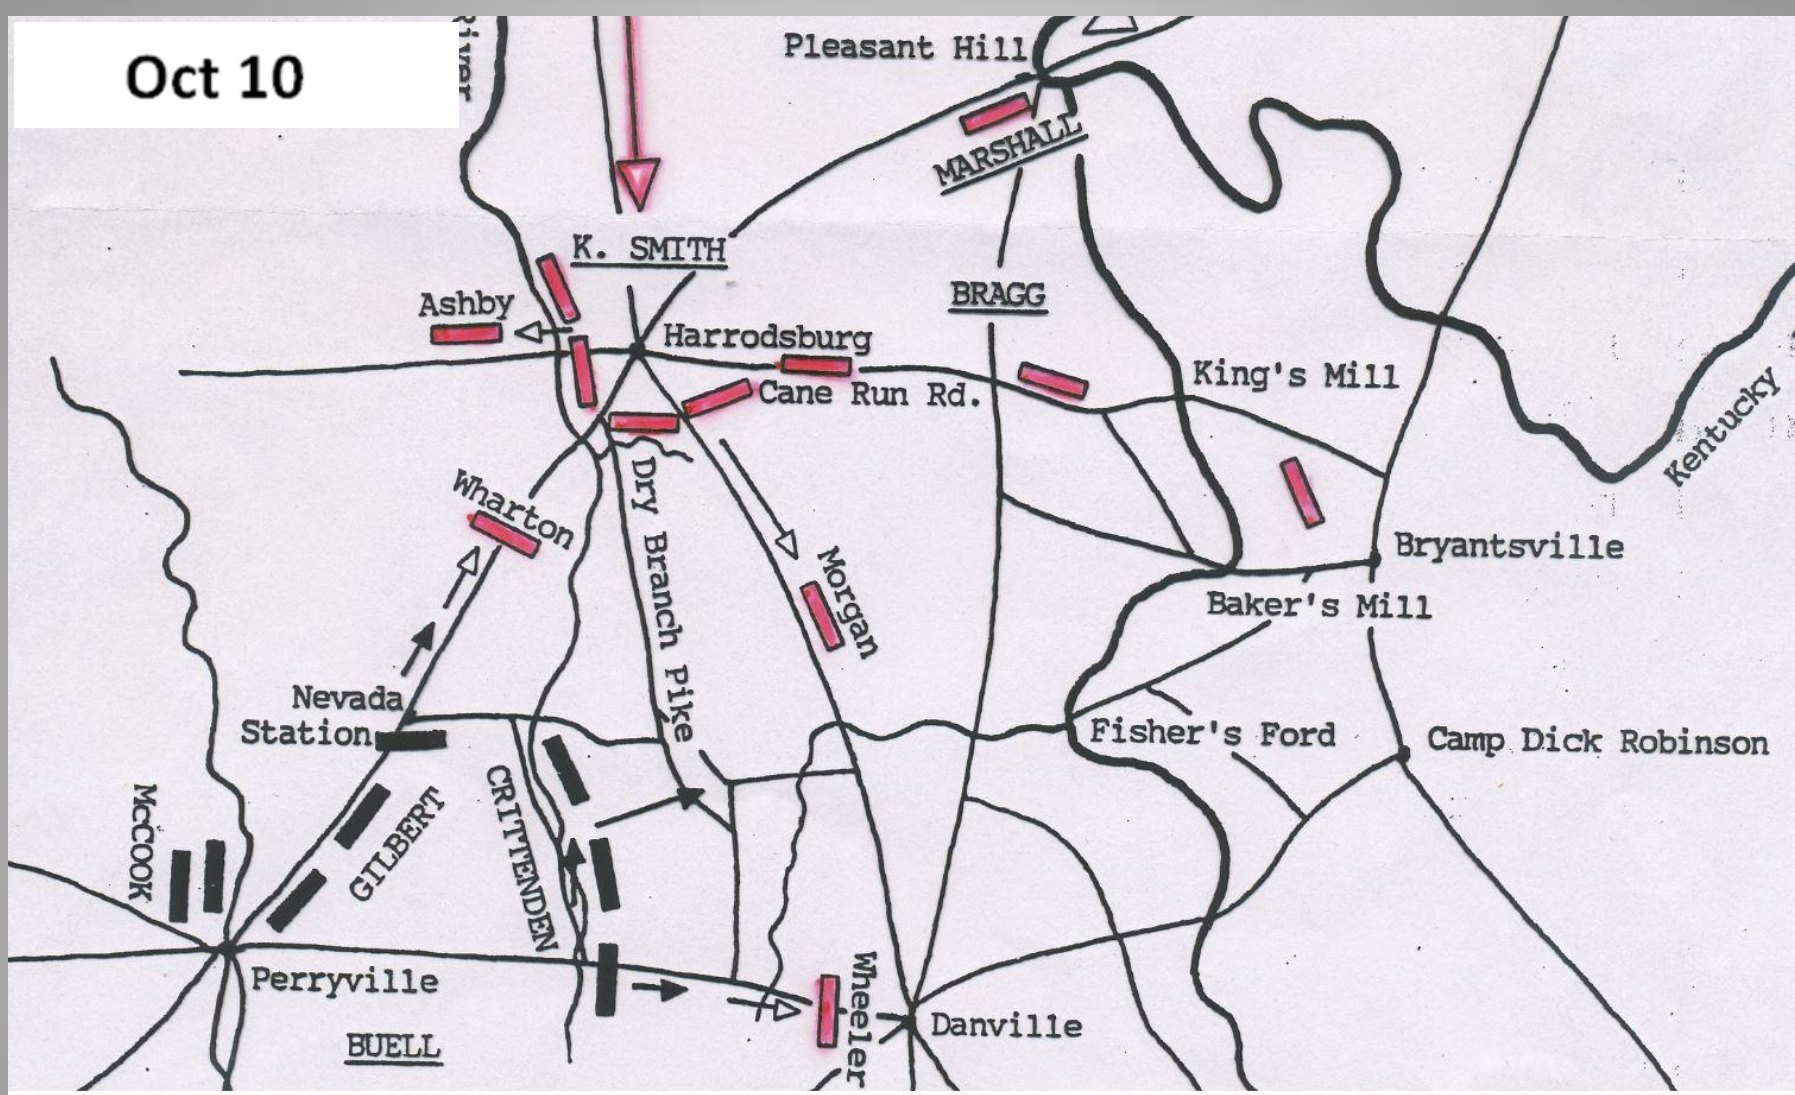 Oct 10
River
Pleasant Hill
MARSHALL
K. SMITH
Ashby
BRAGG
Harrodsburg
Cane Run Rd.
King's Mill
Kentucky
Wharton
Dry Branch Pike
Morgan
Bryantsville
Baker's Mill
Nevada
Station
Fisher's Ford
Camp Dick Robinson
McCOOK
GILBERT
CRITTENDEN
Perryville
Wheeler
Danville
BUELL